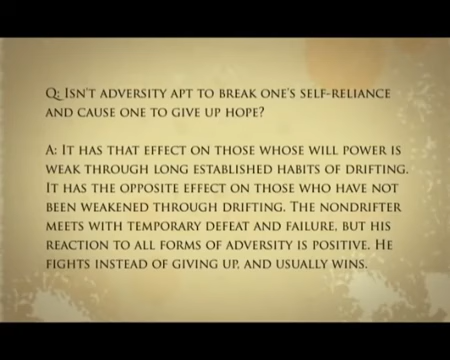 Q: Isn't adversity apt to break one's self-reliance
and cause one to give up hope?
A: It has that effect on those whose will power is
weak through long established habits of drifting.
It has the opposite effect on those who have not
been weakened through drifting. The nondrifter
meets with temporary defeat and failure, but his
reaction to all forms of adversity is positive. He
fights instead of giving up, and usually wins.